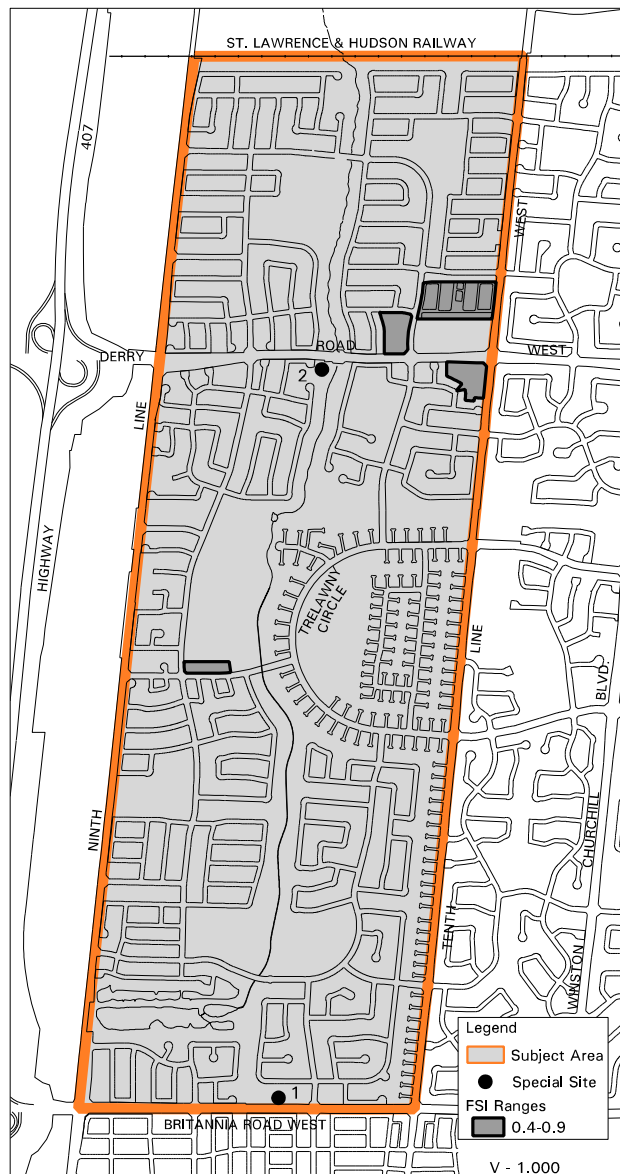 ST. LAWRENCE & HUDSON RAILWAY
407
WEST
DERRY
ROAD
WEST
2
LINE
HIGHWAY
TRELAWNY
CIRCLE
LINE
BLVD.
NINTH
CHURCHILL
TENTH
WINSTON
1
BRITANNIA ROAD WEST
Legend
Subject Area
Special Site
FSI Ranges
0.4-0.9
V - 1.000